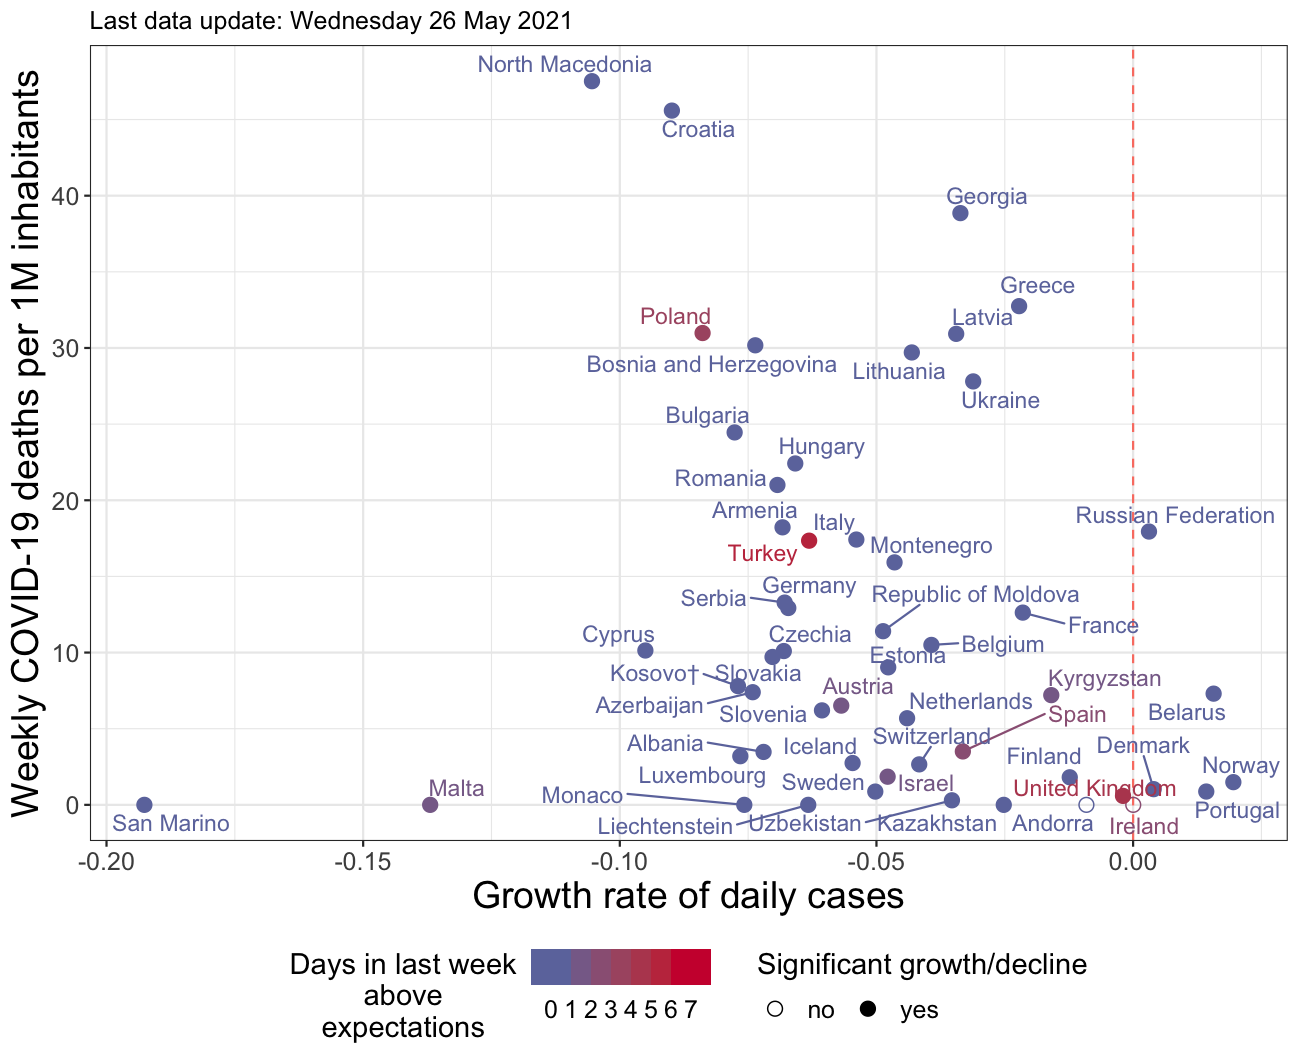 Last data update: Wednesday 26 May 2021
Weekly COVID-19 deaths per 1M inhabitants
40
30
20
10
0
North Macedonia
Croatia
Georgia
Greece
Poland
Latvia
Bosnia and Herzegovina
Lithuania
Ukraine
Bulgaria
Hungary
Romania
Armenia
Italy
Russian Federation
Turkey
Montenegro
Germany
Serbia
Republic of Moldova
France
Cyprus
Czechia
Belgium
Estonia
Kosovo†
Slovakia
Austria
Kyrgyzstan
Azerbaijan
Slovenia
Netherlands
Spain
Belarus
Albania
Iceland
Switzerland
Denmark
Luxembourg
Finland
Norway
Malta
Monaco
Sweden
Israel
United Kingdom
Portugal
San Marino
Liechtenstein
Uzbekistan
Kazakhstan
Andorra
Ireland
-0.20
-0.15
-0.10
-0.05
0.00
Growth rate of daily cases
Days in last week
above
expectations
0 1 2 3 4 5 6 7
Significant growth/decline
no
yes